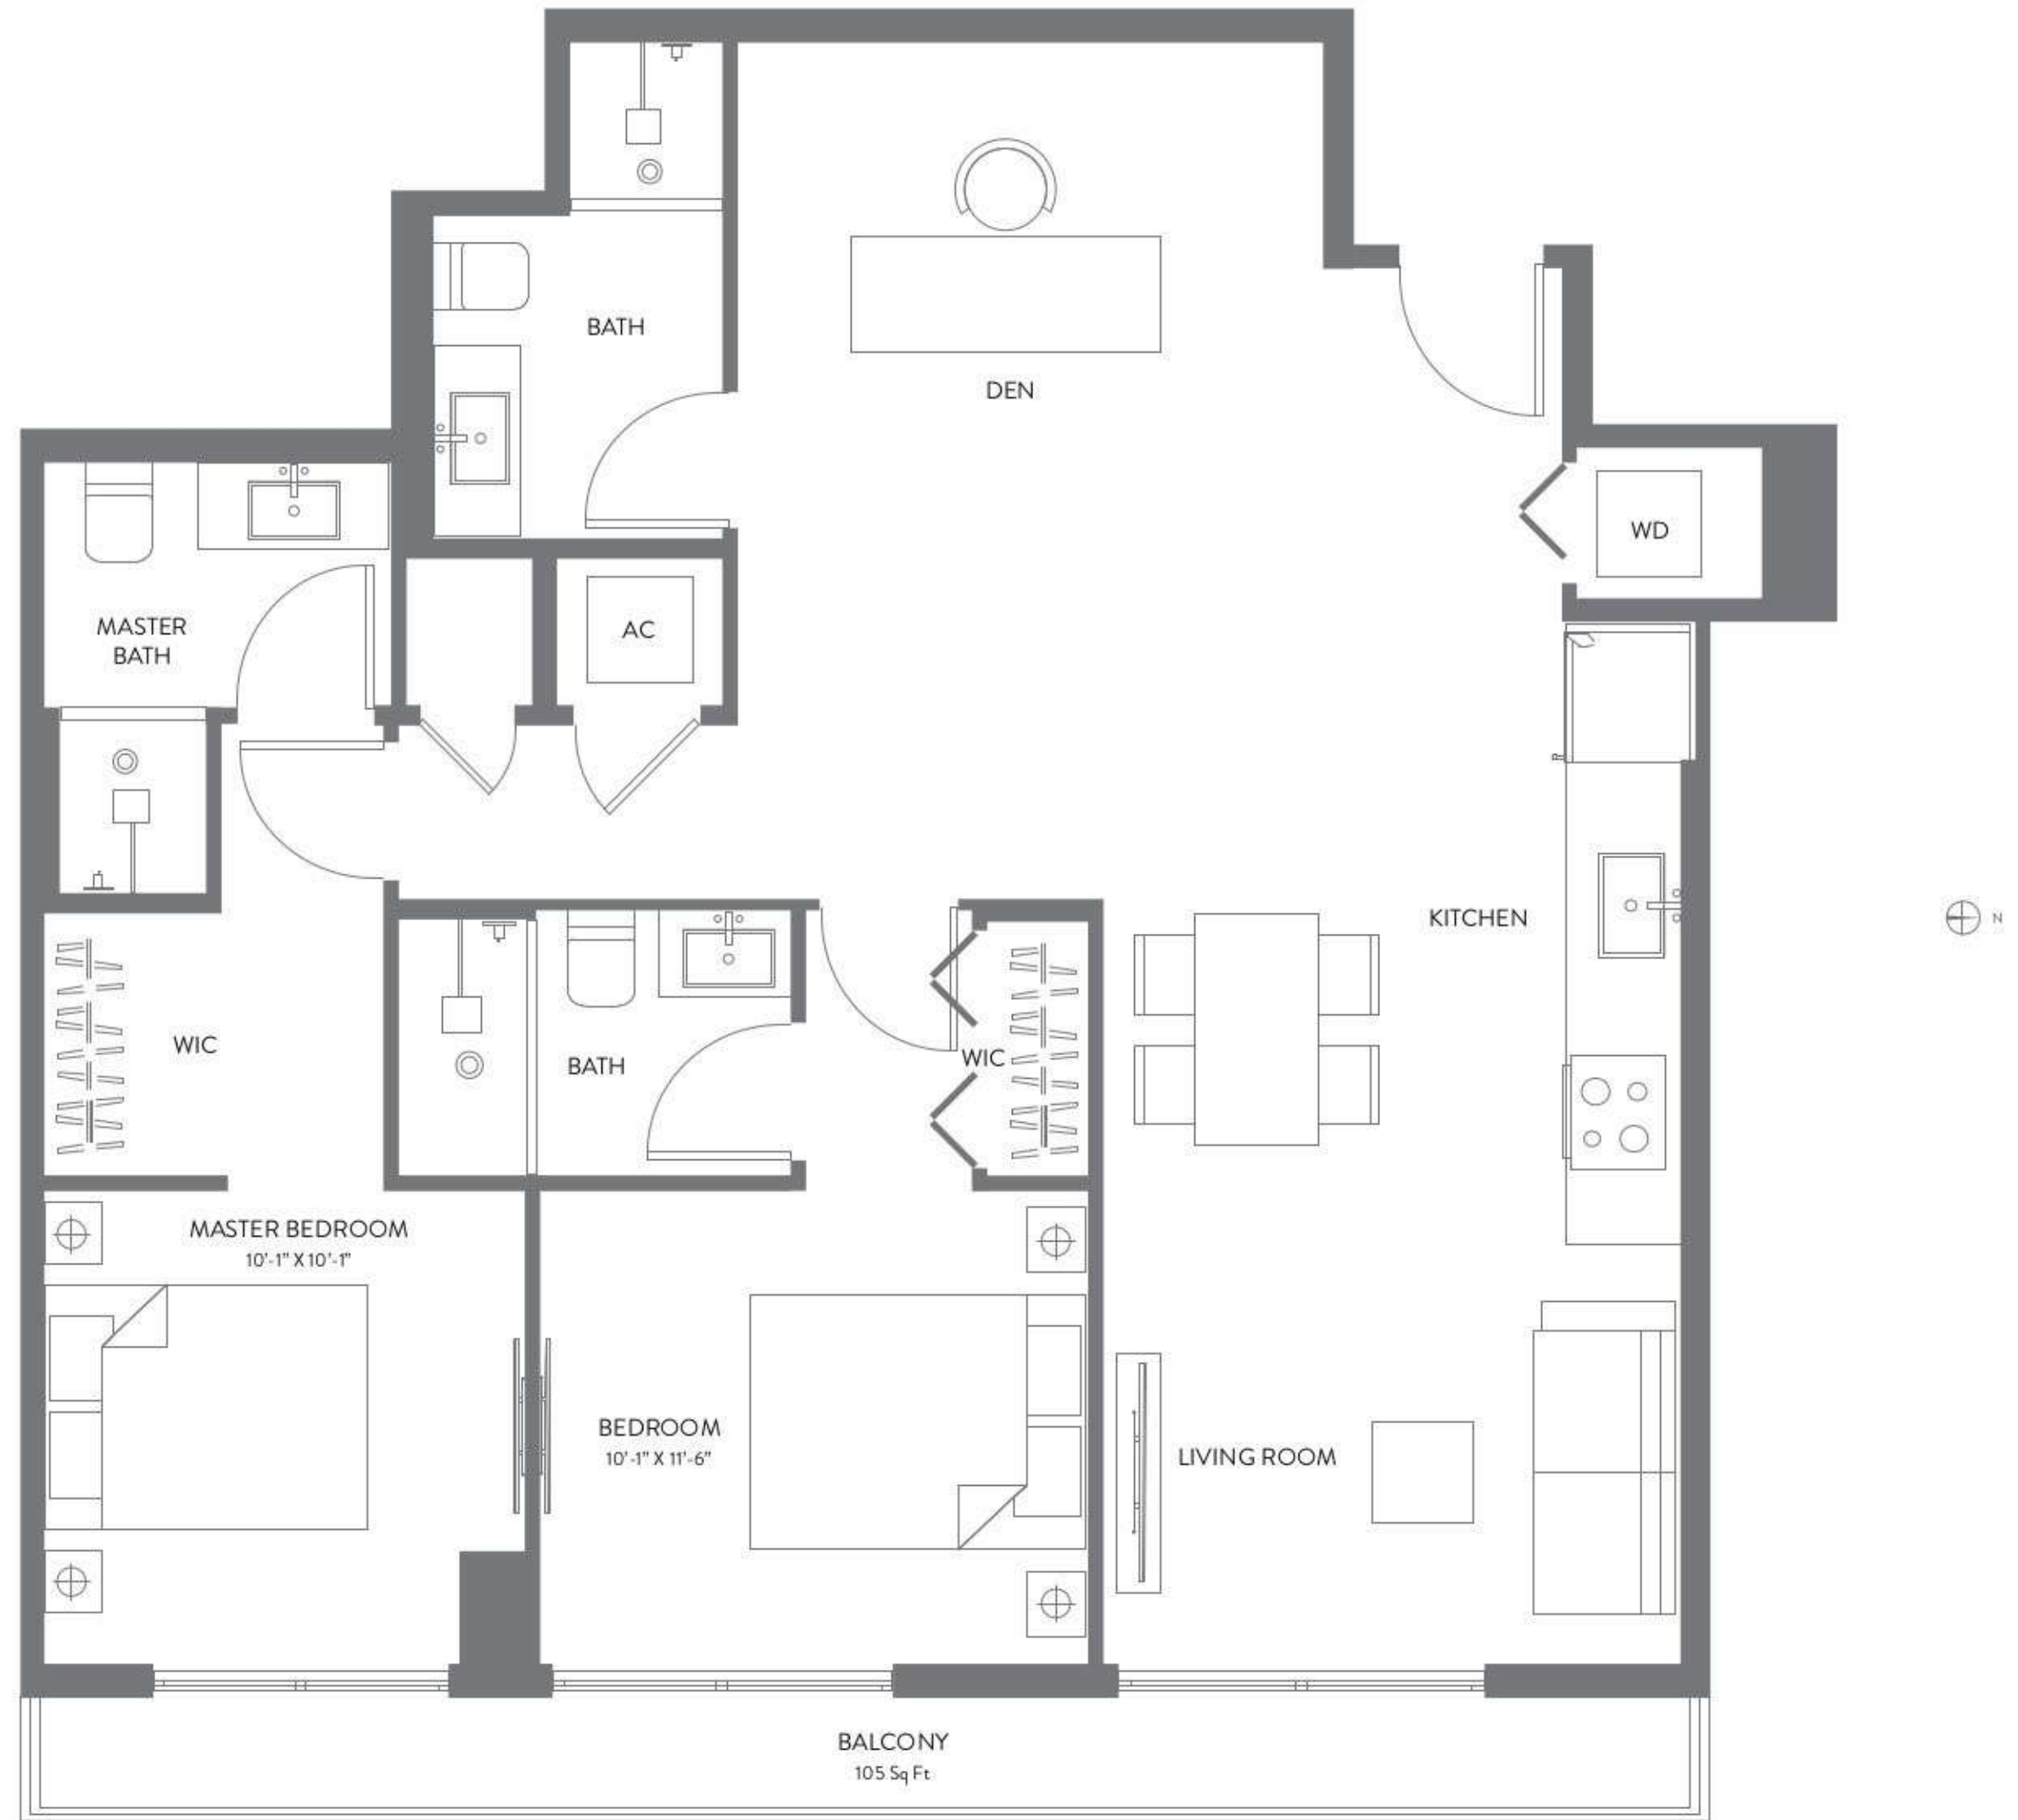 BATH
DEN
WD
MASTER
BATH
AC
KITCHEN
N
WIC
BATH
WIC
MASTER BEDROOM
10'-1" X 10'-1"
BEDROOM
10'-1" X 11'-6"
LIVING ROOM
BALCONY
105 Sq Ft